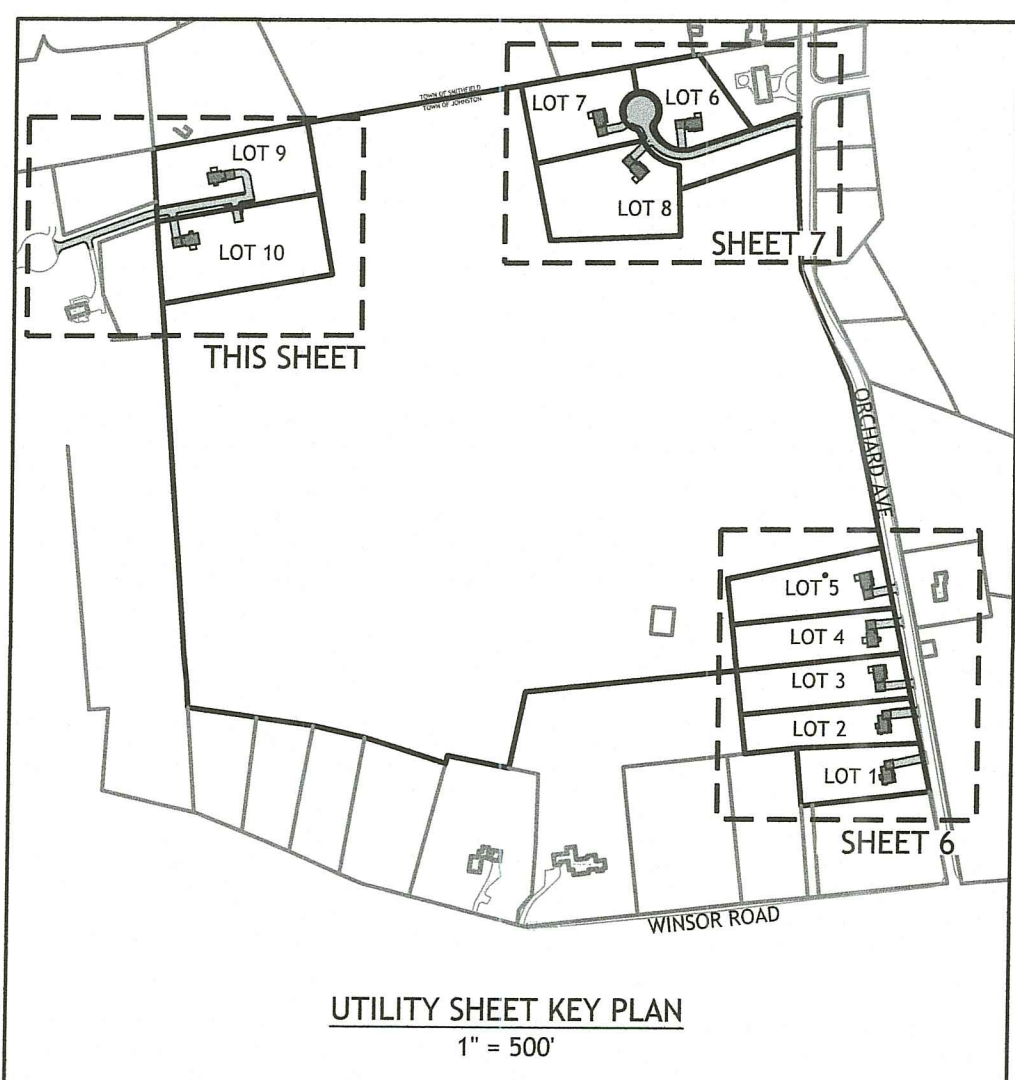 TOWN OF SMITHFIELD
TOWN OF JOHNSTON
LOT 7
LOT 6
LOT 9
LOT 8
LOT 10
SHEET 7
THIS SHEET
ORCHARD AVE
LOT 5
LOT 4
LOT 3
LOT 2
LOT 1
SHEET 6
WINSOR ROAD
UTILITY SHEET KEY PLAN
1" = 500'